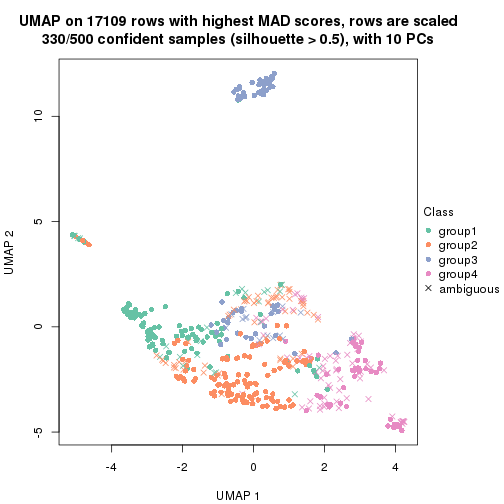 UMAP on 17109 rows with highest MAD scores, rows are scaled
330/500 confident samples (silhouette > 0.5), with 10 PCs
10
5
0
-5
UMAP 2
-4
-2
0
2
4
UMAP 1
Class
group1
group2
group3
group4
ambiguous